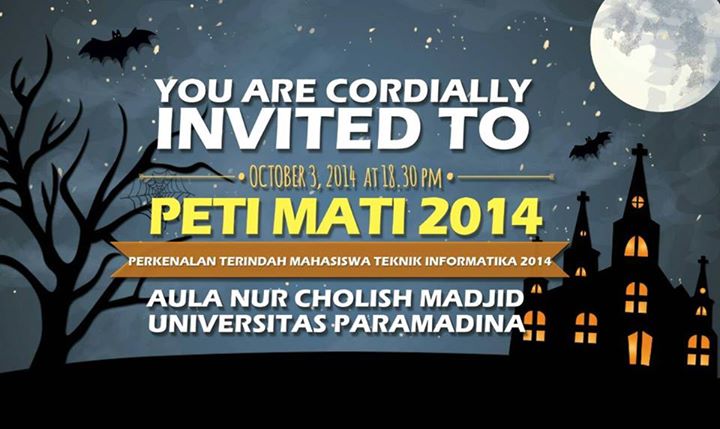 YOU ARE CORDIALLY
INVITED TO
OCTOBER 3, 2014 AT 18.30 PM
PETI MATI 2014
PERKENALAN TERINDAH MAHASISWA TEKNIK INFORMATIKA 2014
AULA NUR CHOLISH MADJID
UNIVERSITAS PARAMADINA